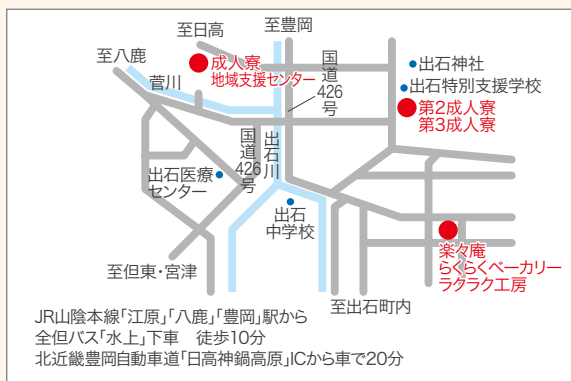 至日高
至豊岡
至八鹿
成人寮
地域支援センター
菅川
国道426号
出石神社
出石特別支援学校
第2成人寮
第3成人寮
国道426号
出石川
出石医療
センター
出石
中学校
楽々庵
らくらくベーカリー
ラクラク工房
至但東・宮津
至出石町内
JR山陰本線「江原」「八鹿」「豊岡」駅から
全但バス「水上」下車　徒歩10分
北近畿豊岡自動車道「日高神鍋高原」ICから車で20分